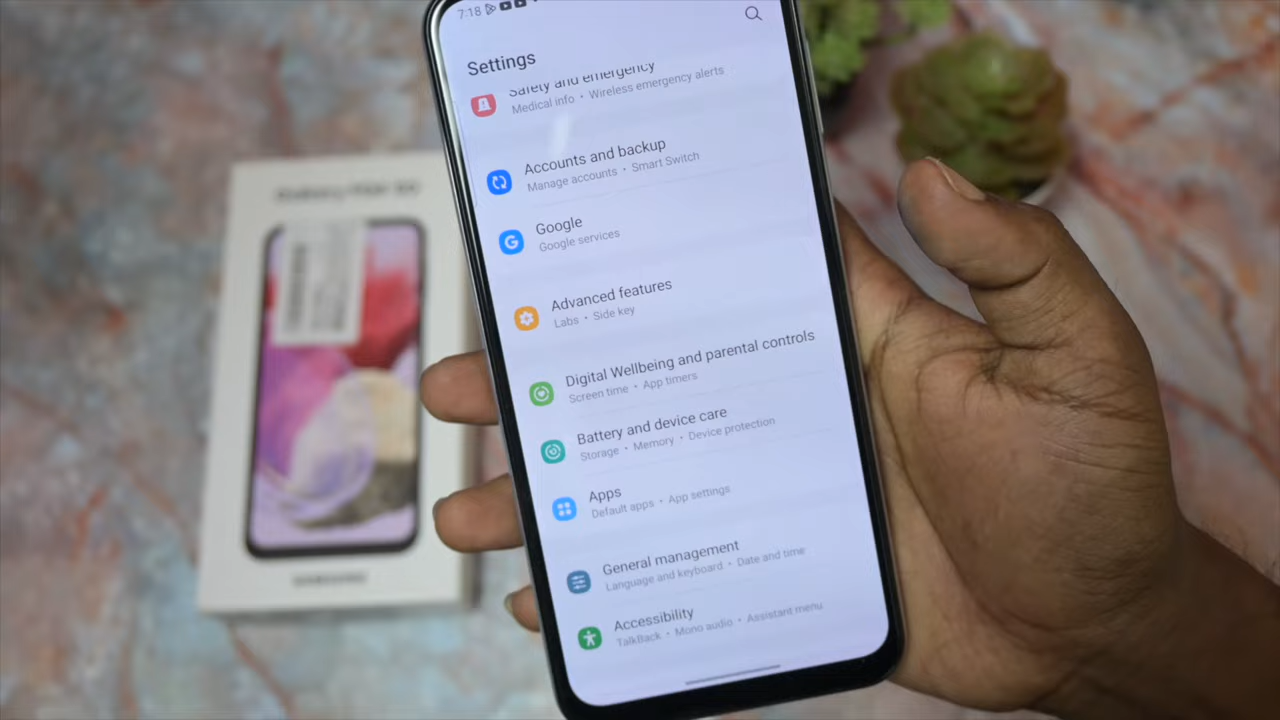 7:18
Settings
Safety and emergency
Medical info • Wireless emergency alerts
Accounts and backup
Manage accounts • Smart Switch
Google
Google services
Advanced features
Labs • Side key
Digital Wellbeing and parental controls
Screen time • App timers
Battery and device care
Storage • Memory • Device protection
Apps
Default apps • App settings
General management
Language and keyboard • Date and time
Accessibility
TalkBack • Mono audio • Assistant menu
SAMSUNG